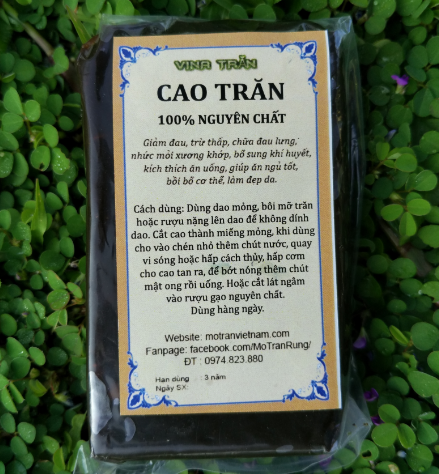 VINA TRĂN
CAO TRĂN
100% NGUYÊN CHẤT
Giảm đau, trừ thấp, chữa đau lưng,
nhức mỏi xương khớp, bổ sung khí huyết,
kích thích ăn uống, giúp ăn ngủ tốt,
bồi bổ cơ thể, làm đẹp da.
Cách dùng: Dùng dao mỏng, bôi mỡ trăn
hoặc rượu nặng lên dao để không dính
dao. Cắt cao thành miếng mỏng, khi dùng
cho vào chén nhỏ thêm chút nước, quay
vi sóng hoặc hấp cách thủy, hấp cơm
cho cao tan ra, để bớt nóng thêm chút
mật ong rồi uống. Hoặc cắt lát ngâm
vào rượu gạo nguyên chất.
Dùng hàng ngày.
Website: motranvietnam.com
Fanpage: facebook.com/MoTranRung/
ĐT : 0974.823.880
Hạn dùng : 3 năm
Ngày SX: